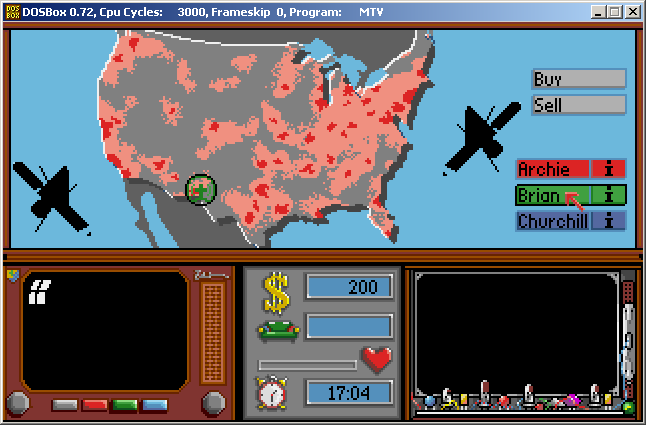 DOSBox 0.72, Cpu Cycles: 3000, Frameskip 0, Program: MTV
Buy
Sell
Archie i
Brian i
Churchill i
$ 200
17:04